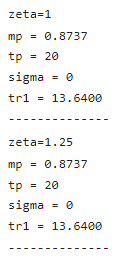 zeta=1
mp = 0.8737
tp = 20
sigma = 0
tr1 = 13.6400
--------------
zeta=1.25
mp = 0.8737
tp = 20
sigma = 0
tr1 = 13.6400
--------------